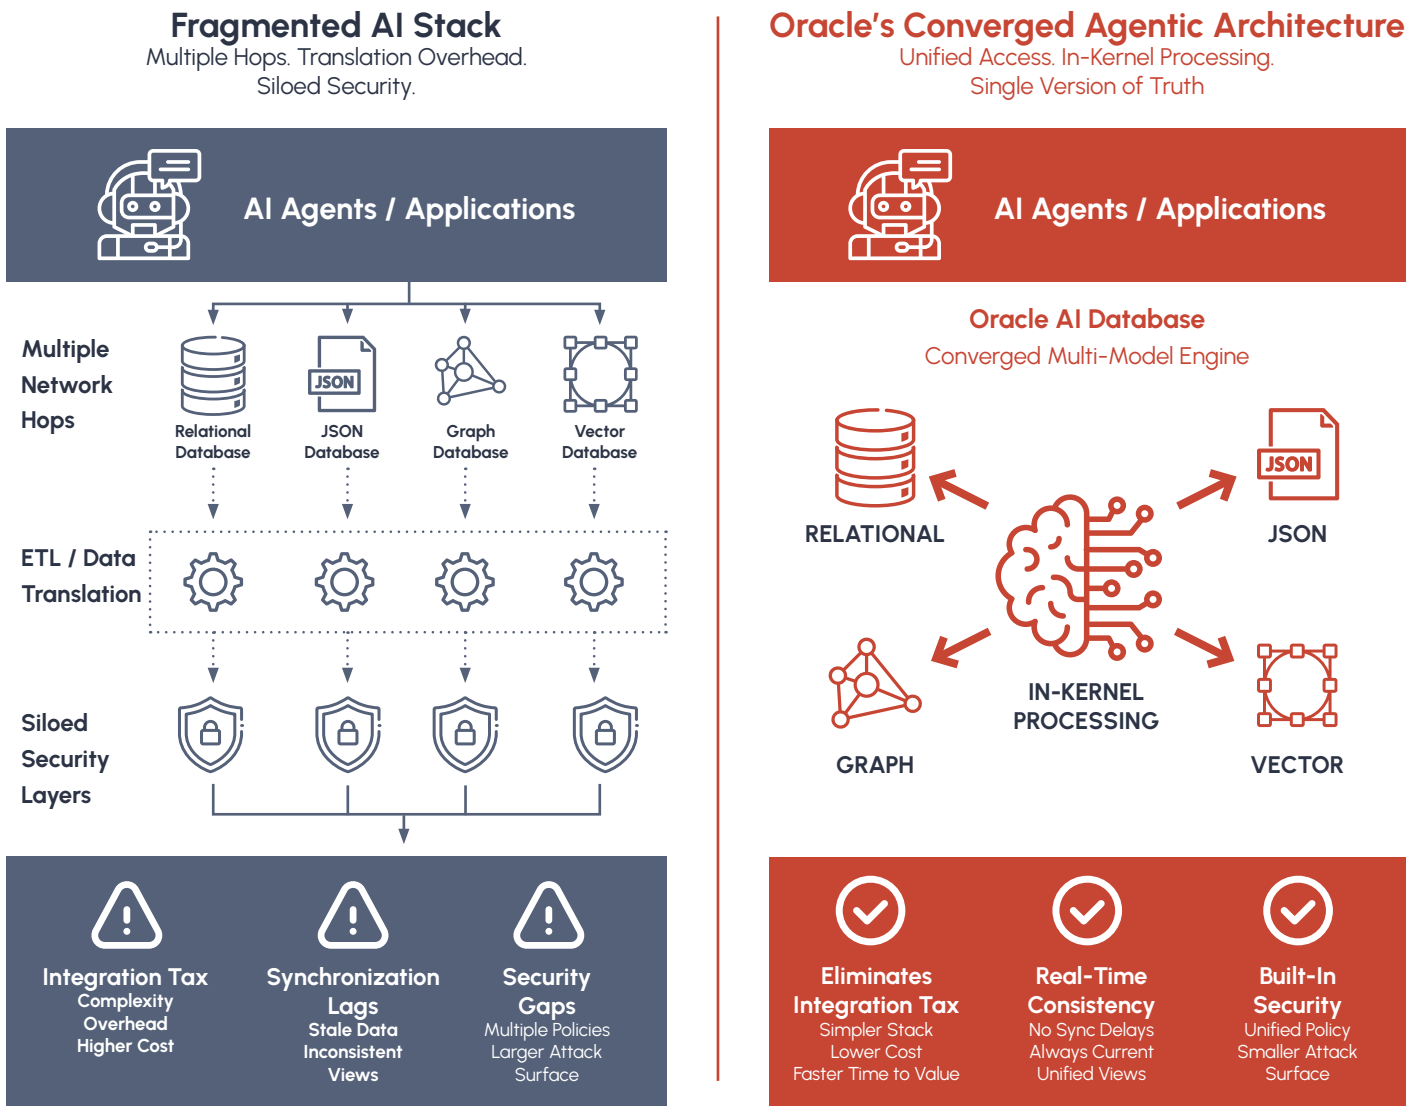 Fragmented AI Stack
Multiple Hops. Translation Overhead.
Siloed Security.
AI Agents / Applications
Multiple
Network
Hops
Relational
Database
JSON
JSON
Database
Graph
Database
Vector
Database
ETL / Data
Translation
Siloed
Security
Layers
Integration Tax
Complexity
Overhead
Higher Cost
Synchronization
Lags
Stale Data
Inconsistent
Views
Security
Gaps
Multiple Policies
Larger Attack
Surface
Oracle’s Converged Agentic Architecture
Unified Access. In-Kernel Processing.
Single Version of Truth
AI Agents / Applications
Oracle AI Database
Converged Multi-Model Engine
RELATIONAL
JSON
JSON
IN-KERNEL
PROCESSING
GRAPH
VECTOR
Eliminates
Integration Tax
Simpler Stack
Lower Cost
Faster Time to Value
Real-Time
Consistency
No Sync Delays
Always Current
Unified Views
Built-In
Security
Unified Policy
Smaller Attack
Surface